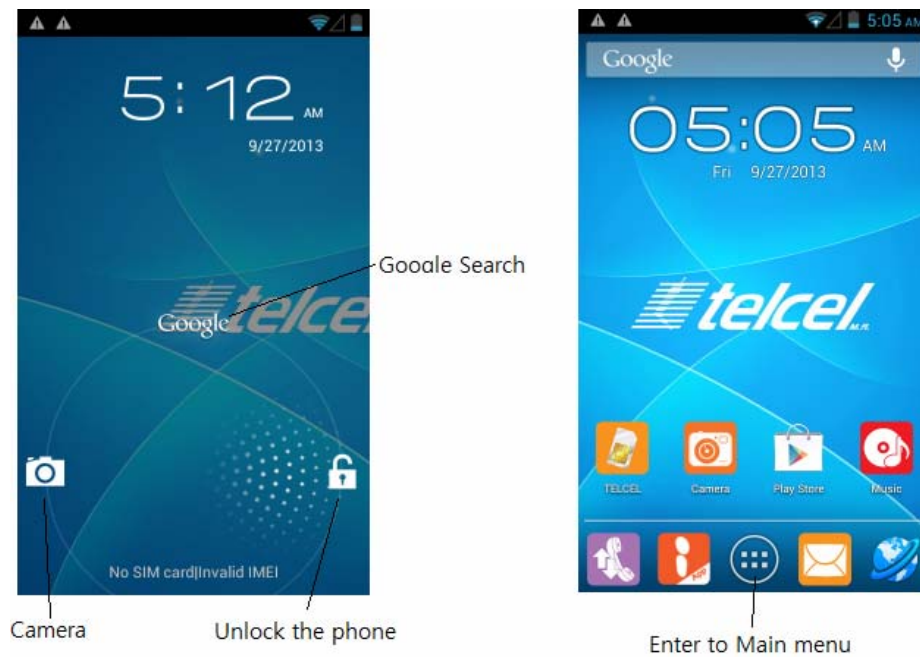 5:12 AM
9/27/2013
Google
telcel
No SIM card|Invalid IMEI
Google Search
Camera
Unlock the phone
5:05 AM
Google
05:05 AM
Fri 9/27/2013
telcel M.R.
TELCEL
Camera
Play Store
Music
App
Enter to Main menu